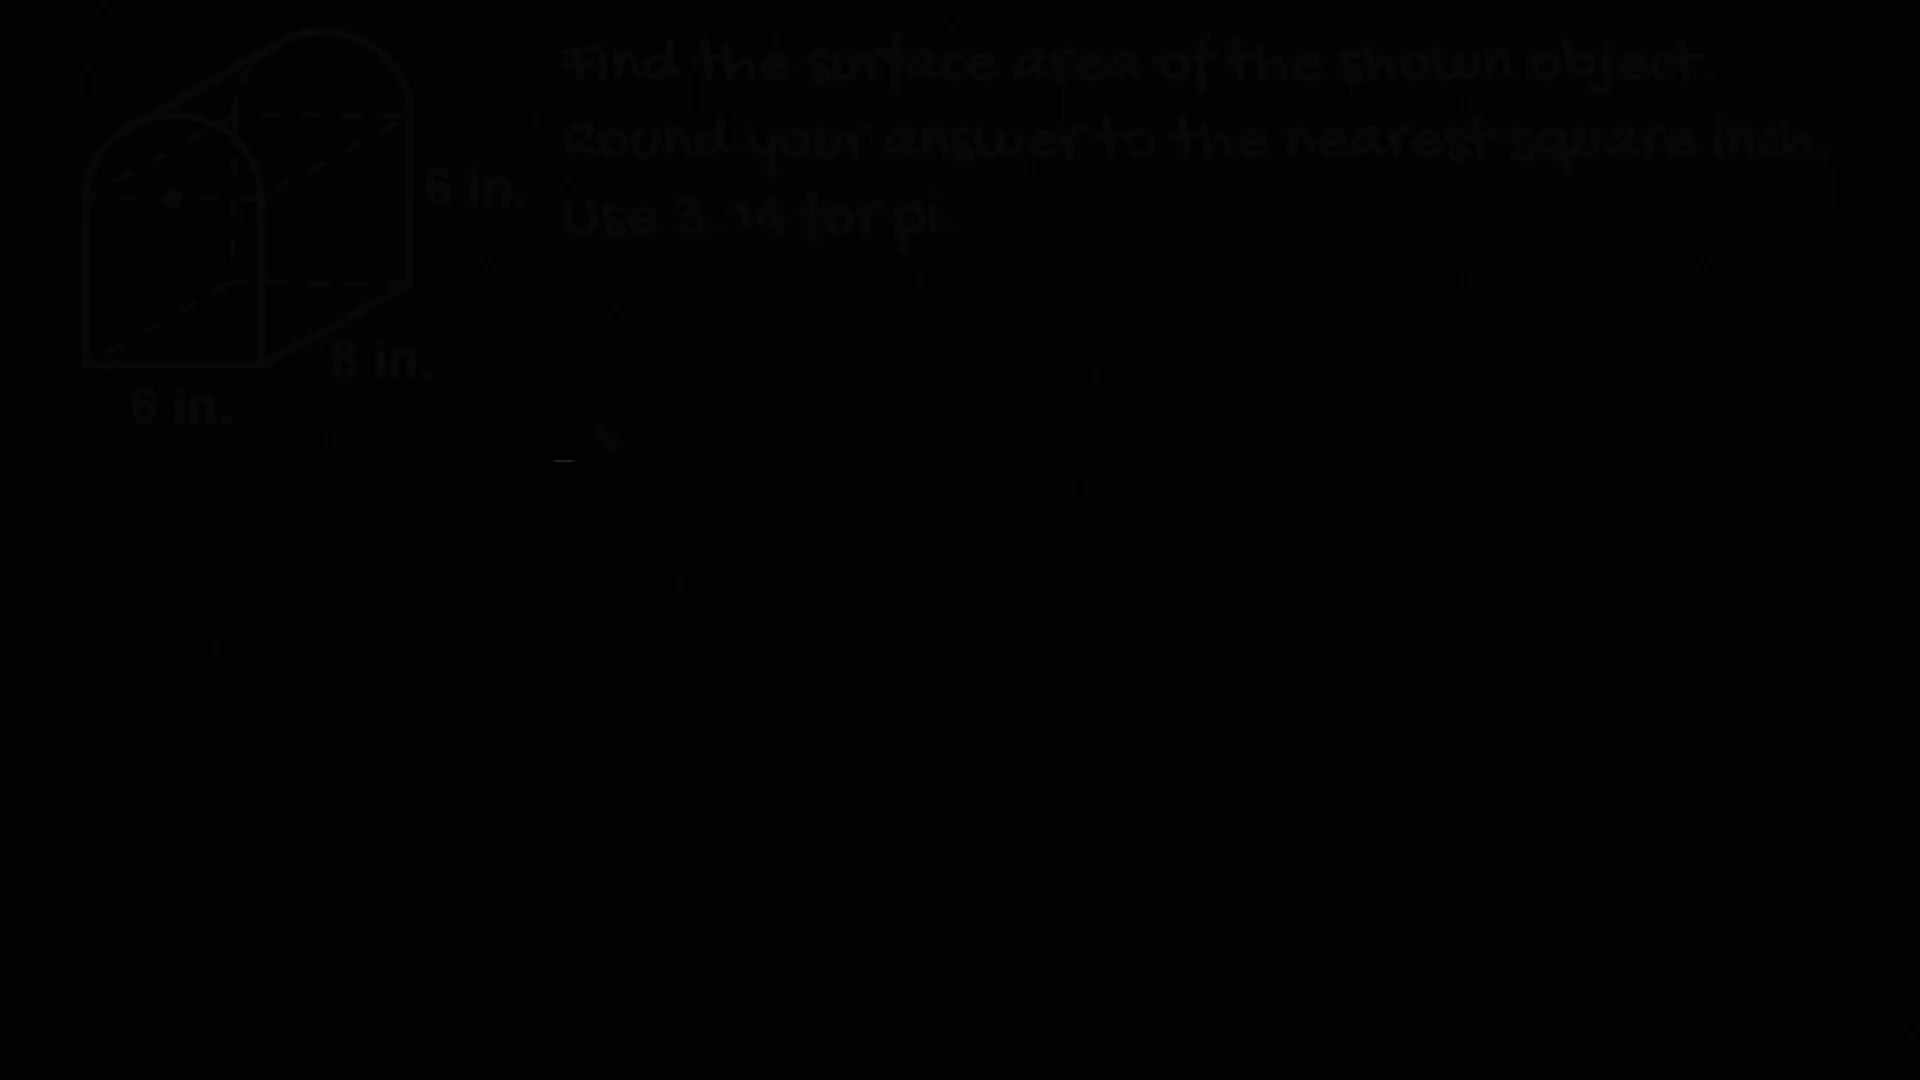 Find the surface area of the shown object.
Round your answer to the nearest square inch.
Use 3.14 for pi.
6 in.
8 in.
6 in.